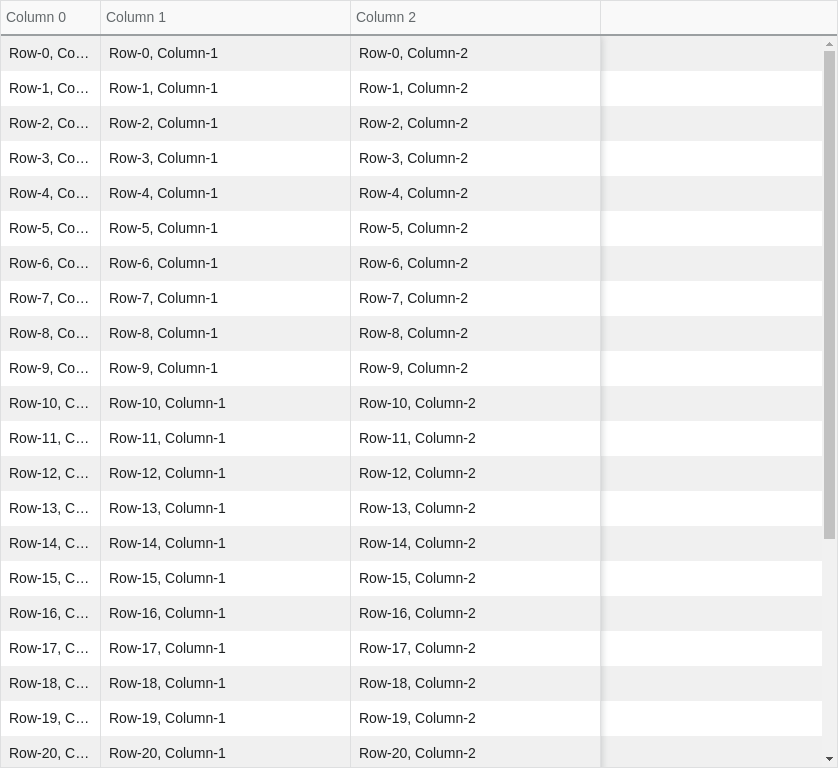 Column 0 Column 1 Column 2
Row-0, Co… Row-0, Column-1 Row-0, Column-2
Row-1, Co… Row-1, Column-1 Row-1, Column-2
Row-2, Co… Row-2, Column-1 Row-2, Column-2
Row-3, Co… Row-3, Column-1 Row-3, Column-2
Row-4, Co… Row-4, Column-1 Row-4, Column-2
Row-5, Co… Row-5, Column-1 Row-5, Column-2
Row-6, Co… Row-6, Column-1 Row-6, Column-2
Row-7, Co… Row-7, Column-1 Row-7, Column-2
Row-8, Co… Row-8, Column-1 Row-8, Column-2
Row-9, Co… Row-9, Column-1 Row-9, Column-2
Row-10, C… Row-10, Column-1 Row-10, Column-2
Row-11, C… Row-11, Column-1 Row-11, Column-2
Row-12, C… Row-12, Column-1 Row-12, Column-2
Row-13, C… Row-13, Column-1 Row-13, Column-2
Row-14, C… Row-14, Column-1 Row-14, Column-2
Row-15, C… Row-15, Column-1 Row-15, Column-2
Row-16, C… Row-16, Column-1 Row-16, Column-2
Row-17, C… Row-17, Column-1 Row-17, Column-2
Row-18, C… Row-18, Column-1 Row-18, Column-2
Row-19, C… Row-19, Column-1 Row-19, Column-2
Row-20, C… Row-20, Column-1 Row-20, Column-2